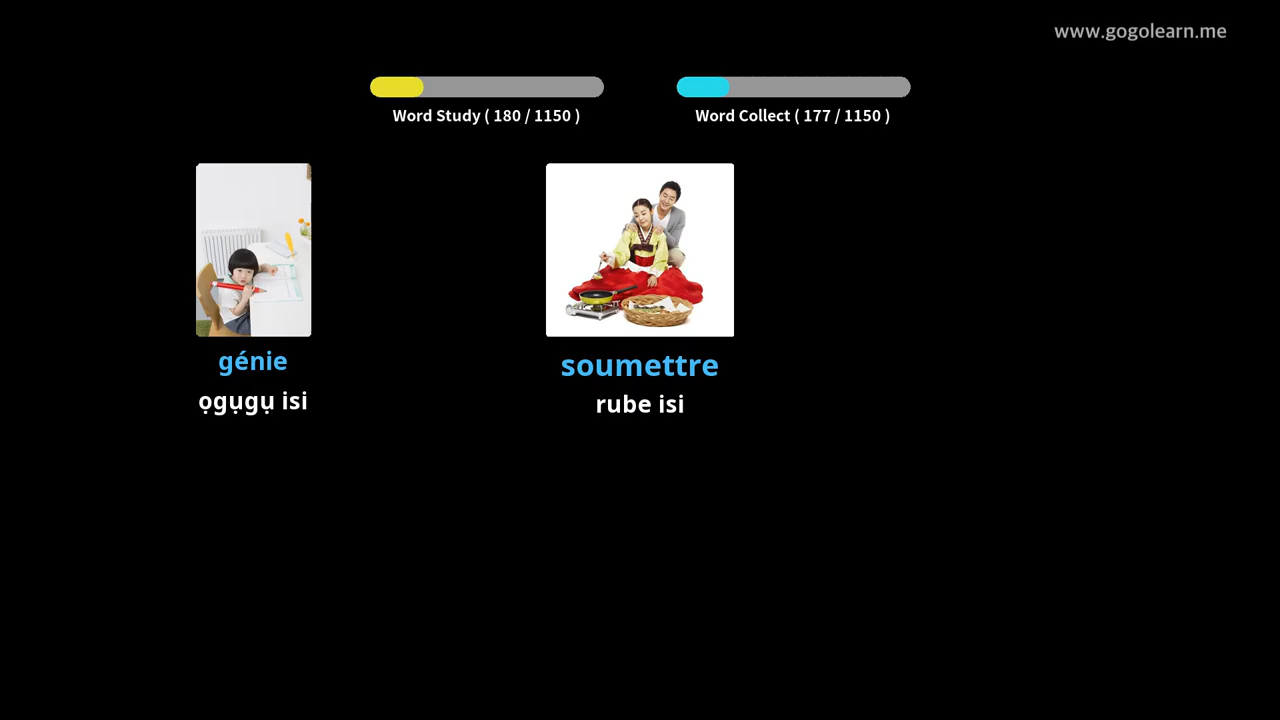 www.gogolearn.me
Word Study ( 180 / 1150 )
Word Collect ( 177 / 1150 )
génie
ọgụgụ isi
soumettre
rube isi